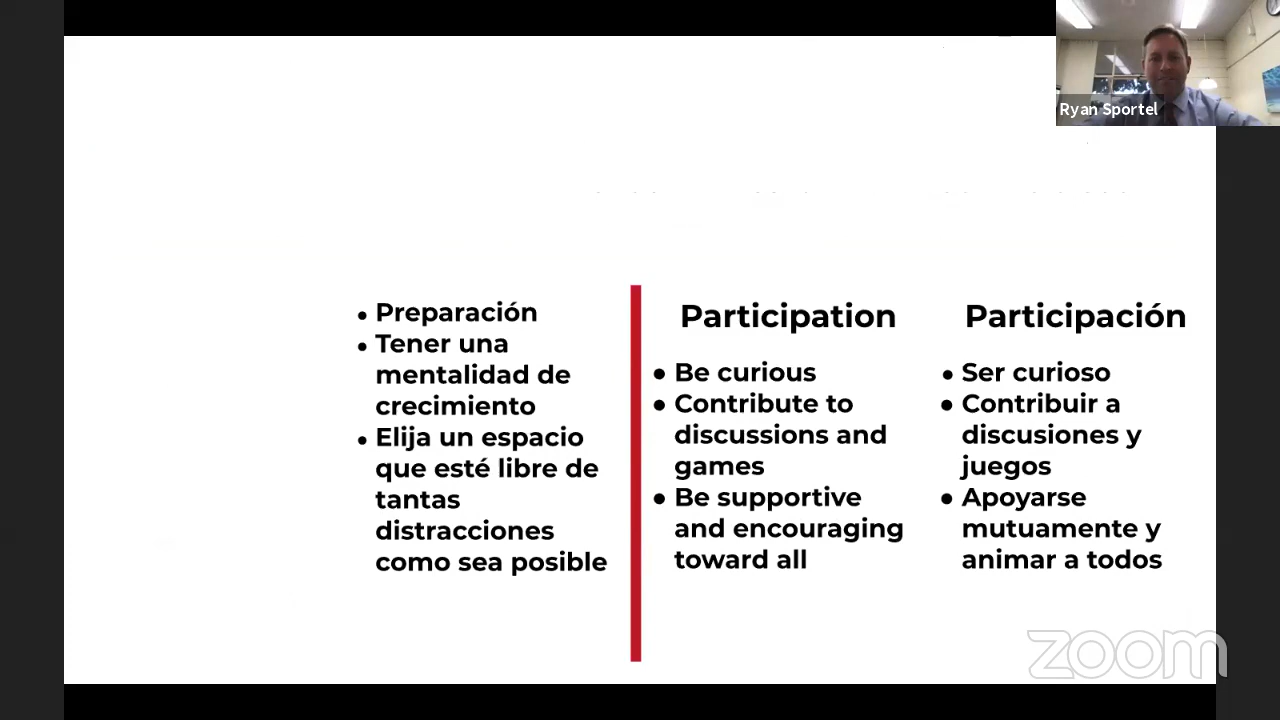 Ryan Sportel
● Preparación
● Tener una
mentalidad de
crecimiento
● Elija un espacio
que esté libre de
tantas
distracciones
como sea posible
Participation
● Be curious
● Contribute to
discussions and
games
● Be supportive
and encouraging
toward all
Participación
● Ser curioso
● Contribuir a
discusiones y
juegos
● Apoyarse
mutuamente y
animar a todos
zoom